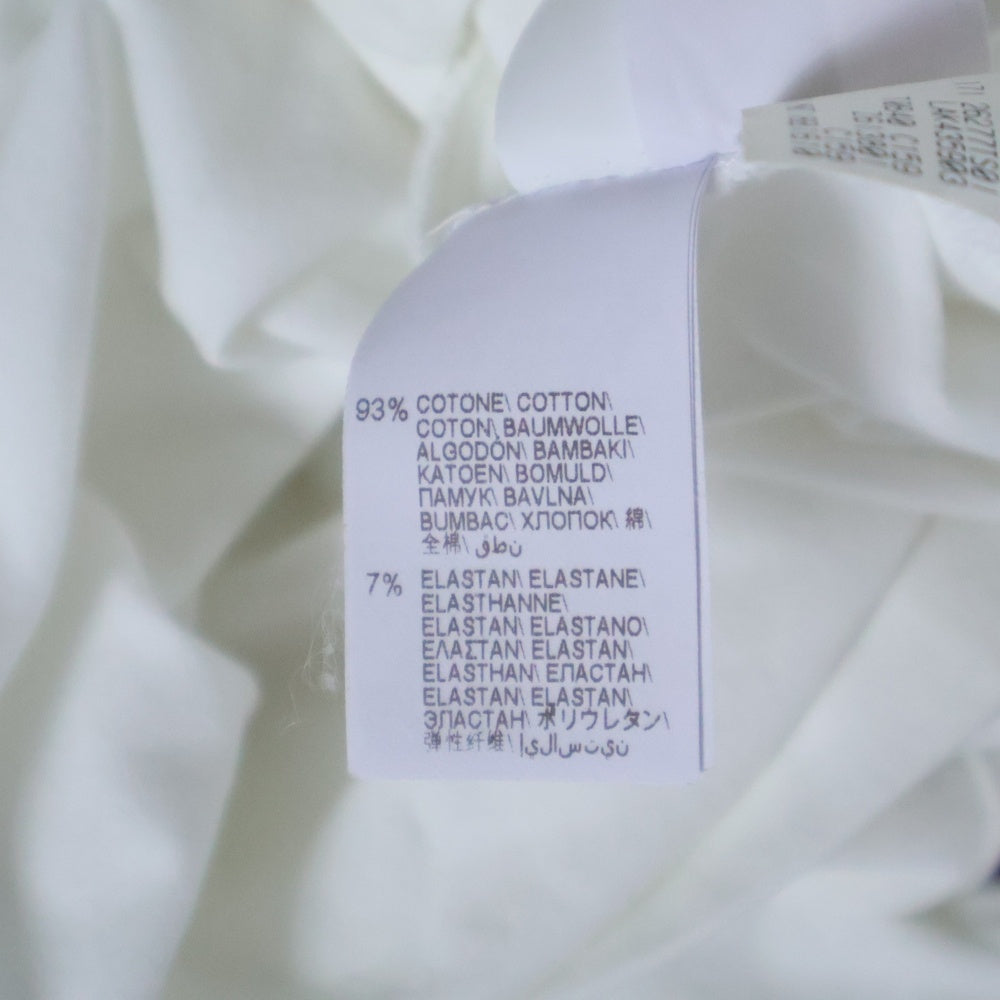 93% COTONE\ COTTON\
COTON\ BAUMWOLLE\
ALGODÓN\ BAMBAKI\
KATOEN\ BOMULD\
ПАМУК\ BAVLNA\
BUMBAC\ ХЛОПОК\ 綿\
全棉\ قطن
7% ELASTAN\ ELASTANE\
ELASTHANNE\
ELASTAN\ ELASTANO\
ΕΛΑΣΤΑΝ\ ELASTAN\
ELASTHAN\ ЕЛАСТАН\
ELASTAN\ ELASTAN\
ЭЛАСТАН\ ポリウレタン\
弹性纤维\